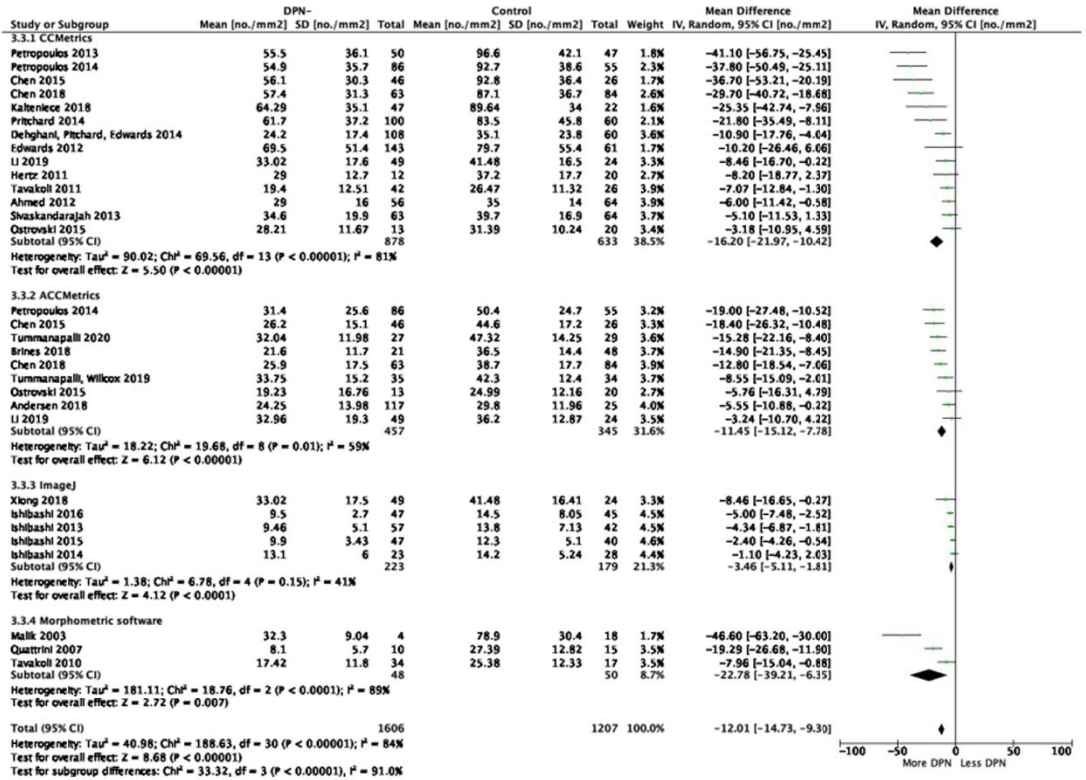 DPN- Control Mean Difference Mean Difference
Study or Subgroup Mean [no./mm2] SD [no./mm2] Total Mean [no./mm2] SD [no./mm2] Total Weight IV, Random, 95% CI [no./mm2] IV, Random, 95% CI [no./mm2]
3.3.1 CCMetrics
Petropoulos 2013 55.5 36.1 50 96.6 42.1 47 1.8% -41.10 [-56.75, -25.45]
Petropoulos 2014 54.9 35.7 86 92.7 38.6 55 2.2% -37.80 [-50.49, -25.11]
Chen 2015 56.1 30.3 46 92.8 36.4 26 1.7% -36.70 [-53.21, -20.19]
Chen 2018 57.4 31.3 63 87.1 36.7 84 2.5% -29.70 [-40.72, -18.68]
Kalteniece 2018 64.29 35.1 47 89.64 34 22 1.6% -25.35 [-42.74, -7.96]
Pritchard 2014 61.7 37.2 100 83.5 45.8 60 2.1% -21.80 [-35.49, -8.11]
Dehghani, Pitchard, Edwards 2014 24.2 17.4 108 35.1 23.8 60 3.6% -10.90 [-17.76, -4.04]
Edwards 2012 69.5 51.4 143 79.7 55.4 61 1.7% -10.20 [-26.46, 6.06]
LI 2019 33.02 17.6 49 41.48 16.5 24 3.3% -8.46 [-16.70, -0.22]
Hertz 2011 29 12.7 12 37.2 17.7 20 2.7% -8.20 [-18.77, 2.37]
Tavakoli 2011 19.4 12.51 42 26.47 11.32 26 3.9% -7.07 [-12.84, -1.30]
Ahmed 2012 29 16 56 35 14 64 3.9% -6.00 [-11.42, -0.58]
Sivaskandarajah 2013 34.6 19.9 63 39.7 16.9 64 3.7% -5.10 [-11.53, 1.33]
Ostrovski 2015 28.21 11.67 13 31.39 10.24 20 3.4% -3.18 [-10.95, 4.59]
Subtotal (95% CI) 878 633 38.5% -16.20 [-21.97, -10.42]
Heterogeneity: Tau² = 90.02; Chi² = 69.56, df = 13 (P < 0.00001); I² = 81%
Test for overall effect: Z = 5.50 (P < 0.00001)
3.3.2 ACCMetrics
Petropoulos 2014 31.4 25.6 86 50.4 24.7 55 3.2% -19.00 [-27.48, -10.52]
Chen 2015 26.2 15.1 46 44.6 17.2 26 3.3% -18.40 [-26.32, -10.48]
Tummanapalli 2020 32.04 11.98 27 47.32 14.25 29 3.6% -15.28 [-22.16, -8.40]
Brines 2018 21.6 11.7 21 36.5 14.4 48 3.7% -14.90 [-21.35, -8.45]
Chen 2018 25.9 17.5 63 38.7 17.7 84 3.9% -12.80 [-18.54, -7.06]
Tummanapalli, Wilcox 2019 33.75 15.2 35 42.3 12.4 34 3.7% -8.55 [-15.09, -2.01]
Ostrovski 2015 19.23 16.76 13 24.99 12.16 20 2.7% -5.76 [-16.31, 4.79]
Andersen 2018 24.25 13.98 117 29.8 11.96 25 4.0% -5.55 [-10.88, -0.22]
LI 2019 32.96 19.3 49 36.2 12.87 24 3.5% -3.24 [-10.70, 4.22]
Subtotal (95% CI) 457 345 31.6% -11.45 [-15.12, -7.78]
Heterogeneity: Tau² = 18.22; Chi² = 19.68, df = 8 (P = 0.01); I² = 59%
Test for overall effect: Z = 6.12 (P < 0.00001)
3.3.3 ImageJ
Xiong 2018 33.02 17.5 49 41.48 16.41 24 3.3% -8.46 [-16.65, -0.27]
Ishibashi 2016 9.5 2.7 47 14.5 8.05 45 4.5% -5.00 [-7.48, -2.52]
Ishibashi 2013 9.46 5.1 57 13.8 7.13 42 4.5% -4.34 [-6.87, -1.81]
Ishibashi 2015 9.9 3.43 47 12.3 5.1 40 4.6% -2.40 [-4.26, -0.54]
Ishibashi 2014 13.1 6 23 14.2 5.24 28 4.4% -1.10 [-4.23, 2.03]
Subtotal (95% CI) 223 179 21.3% -3.46 [-5.11, -1.81]
Heterogeneity: Tau² = 1.38; Chi² = 6.78, df = 4 (P = 0.15); I² = 41%
Test for overall effect: Z = 4.12 (P < 0.0001)
3.3.4 Morphometric software
Malik 2003 32.3 9.04 4 78.9 30.4 18 1.7% -46.60 [-63.20, -30.00]
Quattrini 2007 8.1 5.7 10 27.39 12.82 15 3.5% -19.29 [-26.68, -11.90]
Tavakoli 2010 17.42 11.8 34 25.38 12.33 17 3.5% -7.96 [-15.04, -0.88]
Subtotal (95% CI) 48 50 8.7% -22.78 [-39.21, -6.35]
Heterogeneity: Tau² = 181.11; Chi² = 18.76, df = 2 (P < 0.0001); I² = 89%
Test for overall effect: Z = 2.72 (P = 0.007)
Total (95% CI) 1606 1207 100.0% -12.01 [-14.73, -9.30]
Heterogeneity: Tau² = 40.98; Chi² = 188.63, df = 30 (P < 0.00001); I² = 84%
Test for overall effect: Z = 8.68 (P < 0.00001)
Test for subgroup differences: Chi² = 33.32, df = 3 (P < 0.00001), I² = 91.0%
-100 -50 0 50 100
More DPN Less DPN